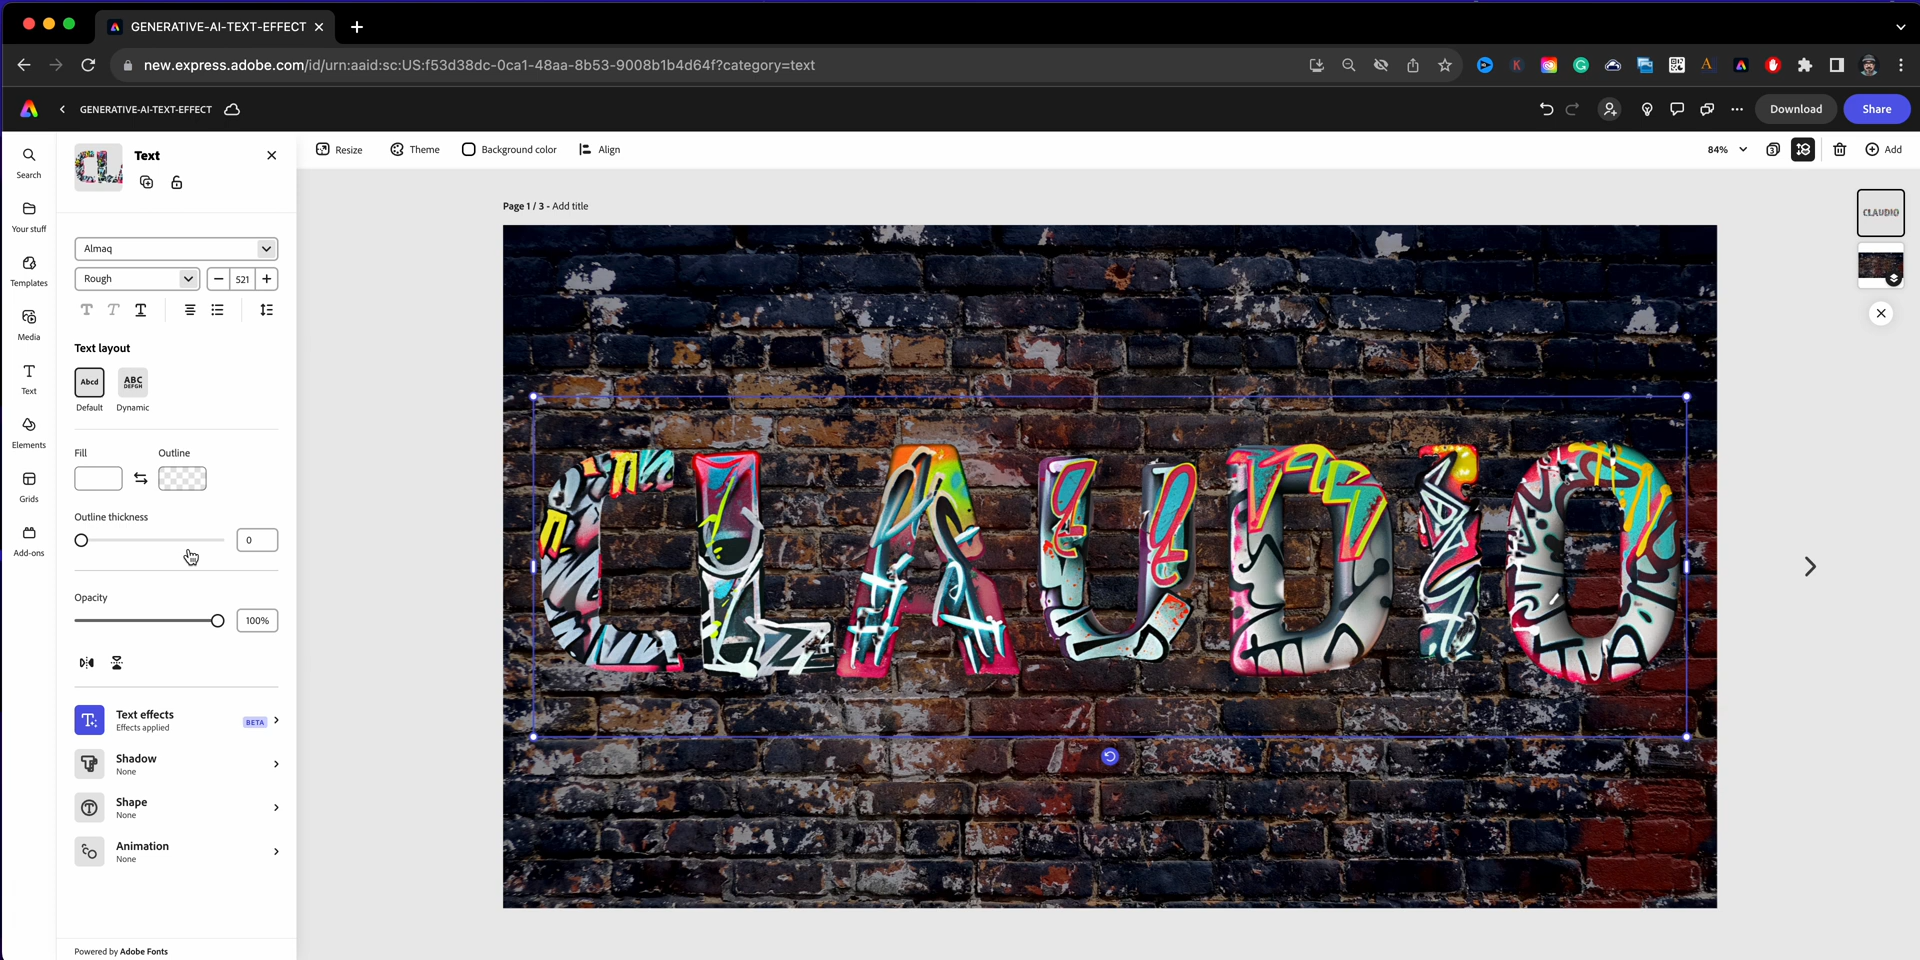 GENERATIVE-AI-TEXT-EFFECT
new.express.adobe.com/id/urn:aaid:sc:US:f53d38dc-0ca1-48aa-8b53-9008b1b4d64f?category=text
GENERATIVE-AI-TEXT-EFFECT
Download
Share
Search
Your stuff
Templates
Media
Text
Elements
Grids
Add-ons
Text
Resize
Theme
Background color
Align
84%
Add
Almaq
Rough
521
Text layout
Abcd
ABC
DEFGH
Default
Dynamic
Fill
Outline
Outline thickness
0
Opacity
100%
Text effects
Effects applied
BETA
Shadow
None
Shape
None
Animation
None
Powered by Adobe Fonts
Page 1 / 3 - Add title
CLAUDIO
CLAUDIO